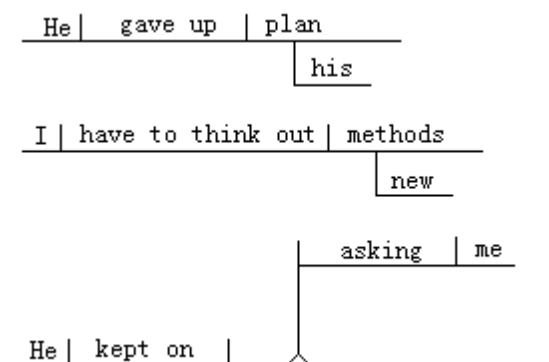 He gave up plan
his
I have to think out methods
new
asking me
He kept on